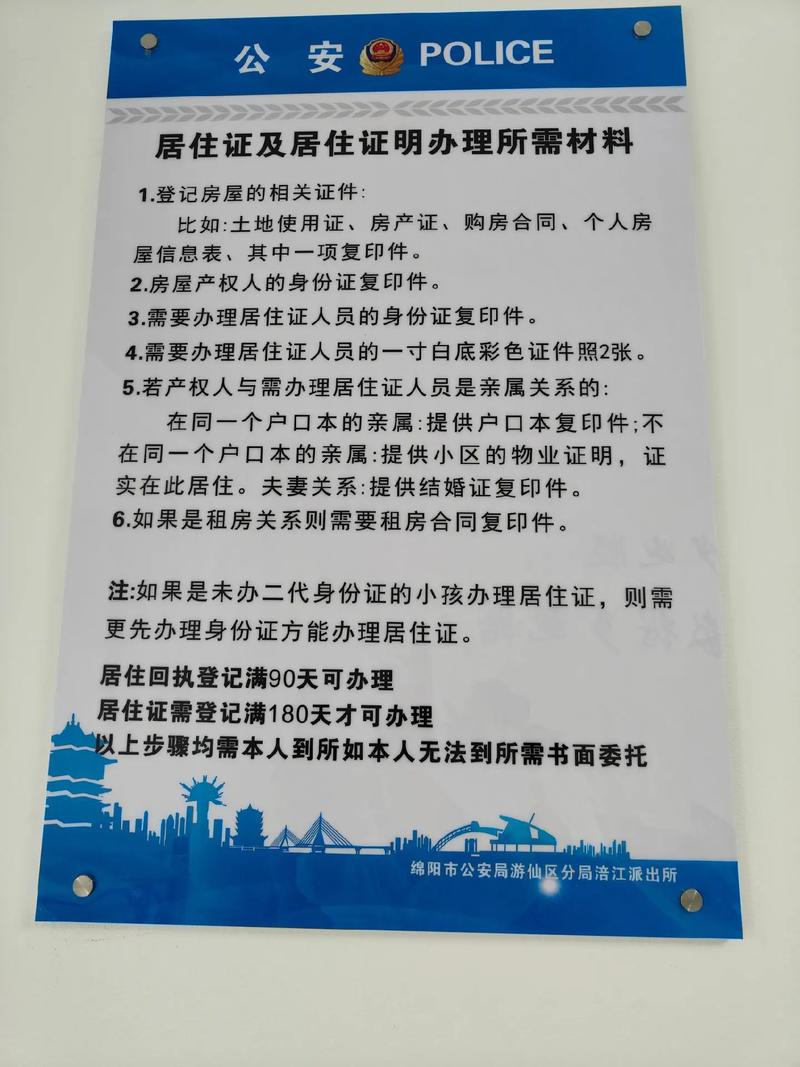 公安 POLICE
居住证及居住证明办理所需材料
1.登记房屋的相关证件:
比如:土地使用证、房产证、购房合同、个人房
屋信息表、其中一项复印件。
2.房屋产权人的身份证复印件。
3.需要办理居住证人员的身份证复印件。
4.需要办理居住证人员的一寸白底彩色证件照2张。
5.若产权人与需办理居住证人员是亲属关系的:
在同一个户口本的亲属:提供户口本复印件;不
在同一个户口本的亲属:提供小区的物业证明，证
实在此居住。夫妻关系:提供结婚证复印件。
6.如果是租房关系则需要租房合同复印件。
注:如果是未办二代身份证的小孩办理居住证，则需
更先办理身份证方能办理居住证。
居住回执登记满90天可办理
居住证需登记满180天才可办理
以上步骤均需本人到所如本人无法到所需书面委托
绵阳市公安局游仙区分局涪江派出所